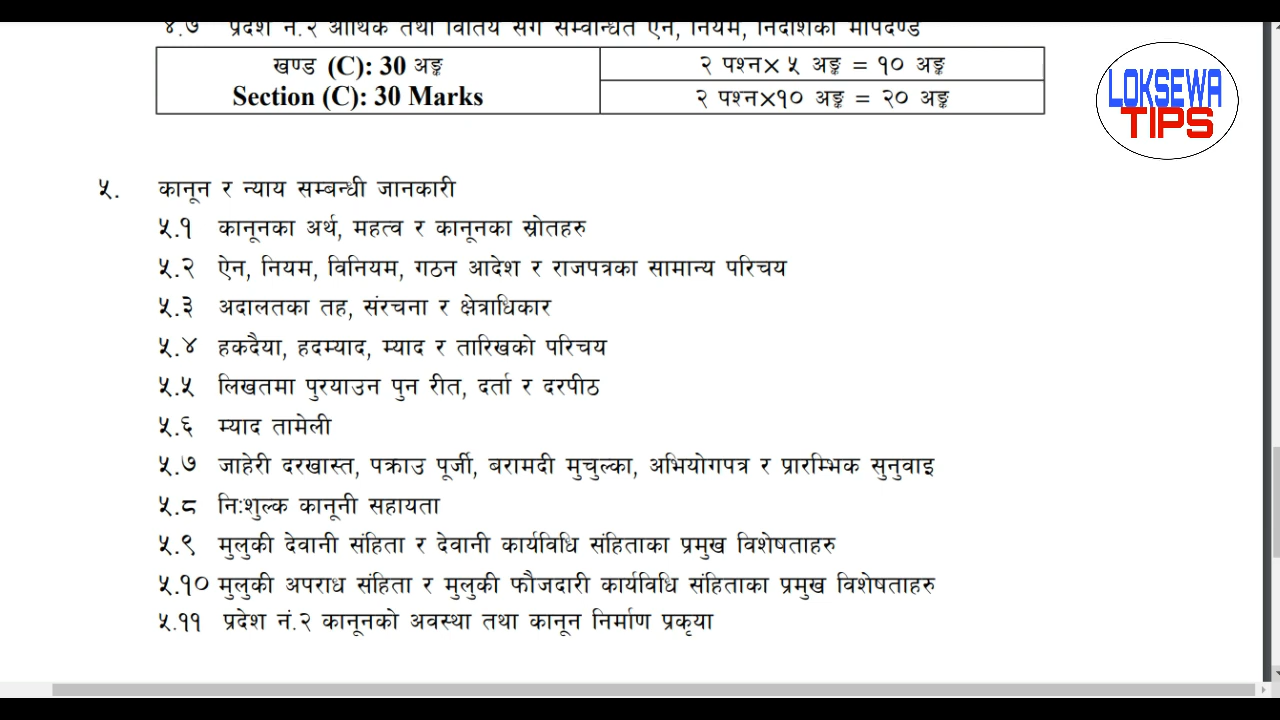 ४.७ प्रदेश नं.२ आर्थिक तथा वित्तिय सँग सम्बन्धित ऐन, नियम, निर्देशिका मापदण्ड
खण्ड (C): 30 अङ्क
Section (C): 30 Marks
२ पश्न× ५ अङ्क = १० अङ्क
२ पश्न×१० अङ्क = २० अङ्क
LOKSEWA
TIPS
५. कानून र न्याय सम्बन्धी जानकारी
५.१ कानूनका अर्थ, महत्व र कानूनका स्रोतहरु
५.२ ऐन, नियम, विनियम, गठन आदेश र राजपत्रका सामान्य परिचय
५.३ अदालतका तह, संरचना र क्षेत्राधिकार
५.४ हकदैया, हदम्याद, म्याद र तारिखको परिचय
५.५ लिखतमा पुरयाउन पुन रीत, दर्ता र दरपीठ
५.६ म्याद तामेली
५.७ जाहेरी दरखास्त, पक्राउ पूर्जी, बरामदी मुचुल्का, अभियोगपत्र र प्रारम्भिक सुनुवाइ
५.८ निःशुल्क कानूनी सहायता
५.९ मुलुकी देवानी संहिता र देवानी कार्यविधि संहिताका प्रमुख विशेषताहरु
५.१० मुलुकी अपराध संहिता र मुलुकी फौजदारी कार्यविधि संहिताका प्रमुख विशेषताहरु
५.११ प्रदेश नं.२ कानूनको अवस्था तथा कानून निर्माण प्रकृया